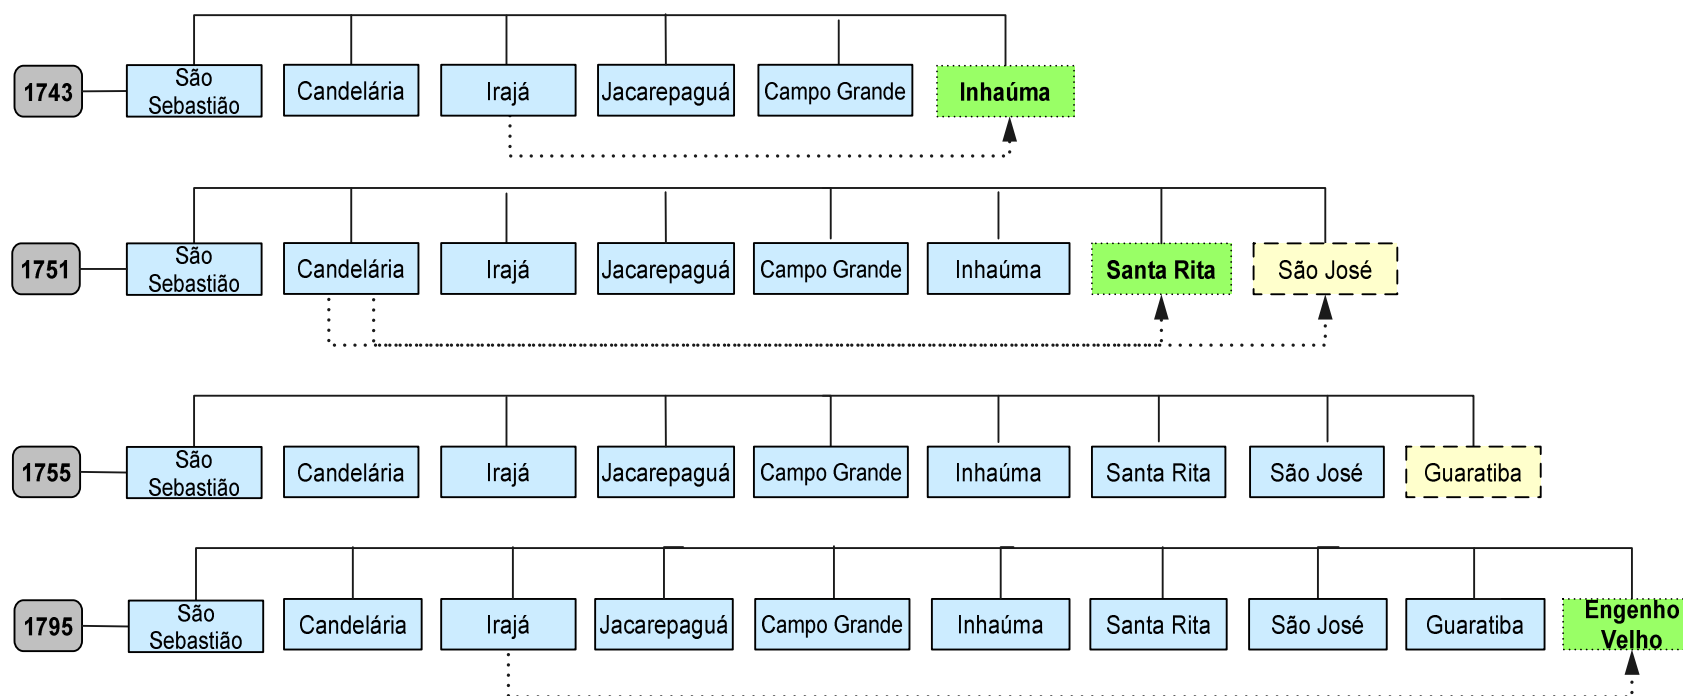 1743
São
Sebastião
Candelária
Irajá
Jacarepaguá
Campo Grande
Inhaúma
1751
São
Sebastião
Candelária
Irajá
Jacarepaguá
Campo Grande
Inhaúma
Santa Rita
São José
1755
São
Sebastião
Candelária
Irajá
Jacarepaguá
Campo Grande
Inhaúma
Santa Rita
São José
Guaratiba
1795
São
Sebastião
Candelária
Irajá
Jacarepaguá
Campo Grande
Inhaúma
Santa Rita
São José
Guaratiba
Engenho
Velho